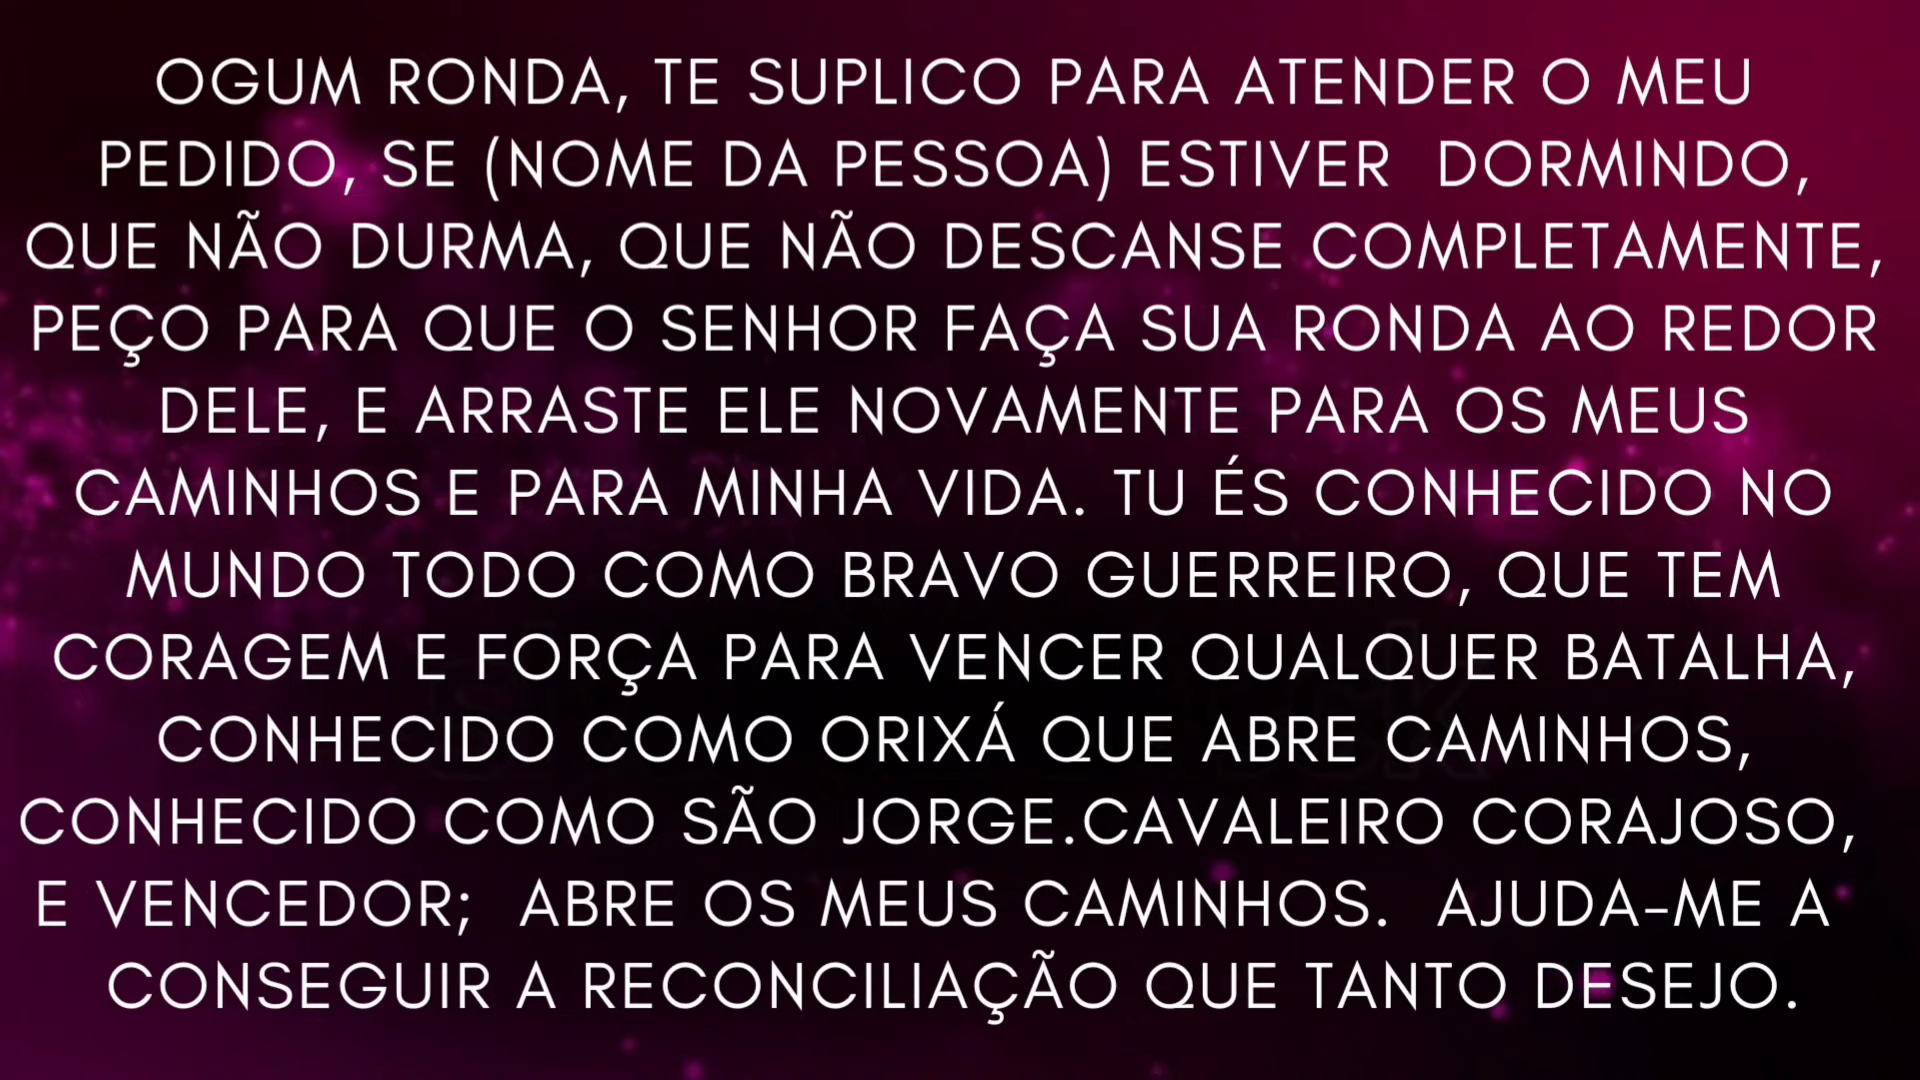 OGUM RONDA, TE SUPLICO PARA ATENDER O MEU
PEDIDO, SE (NOME DA PESSOA) ESTIVER  DORMINDO,
QUE NÃO DURMA, QUE NÃO DESCANSE COMPLETAMENTE,
PEÇO PARA QUE O SENHOR FAÇA SUA RONDA AO REDOR
DELE, E ARRASTE ELE NOVAMENTE PARA OS MEUS
CAMINHOS E PARA MINHA VIDA. TU ÉS CONHECIDO NO
MUNDO TODO COMO BRAVO GUERREIRO, QUE TEM
CORAGEM E FORÇA PARA VENCER QUALQUER BATALHA,
CONHECIDO COMO ORIXÁ QUE ABRE CAMINHOS,
CONHECIDO COMO SÃO JORGE.CAVALEIRO CORAJOSO,
E VENCEDOR;  ABRE OS MEUS CAMINHOS.  AJUDA-ME A
CONSEGUIR A RECONCILIAÇÃO QUE TANTO DESEJO.